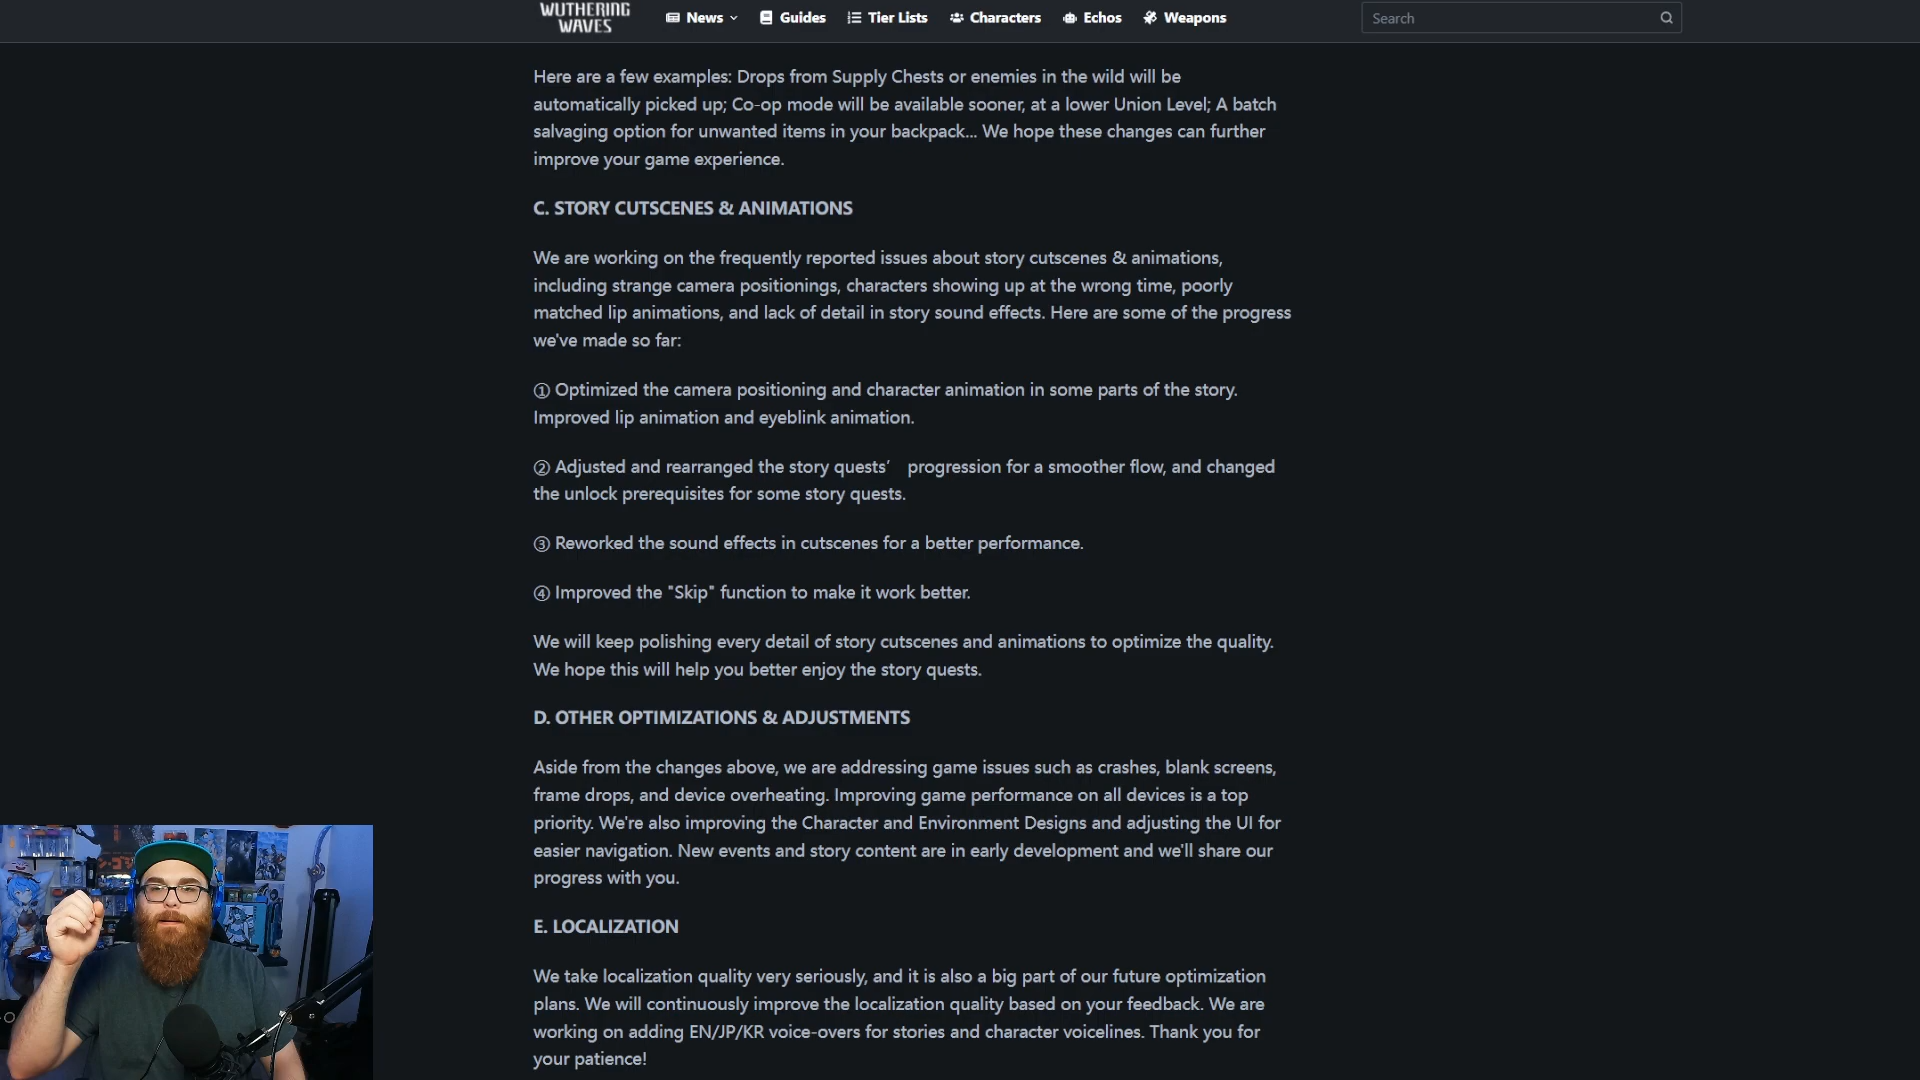 WUTHERING
WAVES
News
Guides
Tier Lists
Characters
Echos
Weapons
Search
Here are a few examples: Drops from Supply Chests or enemies in the wild will be
automatically picked up; Co-op mode will be available sooner, at a lower Union Level; A batch
salvaging option for unwanted items in your backpack... We hope these changes can further
improve your game experience.
C. STORY CUTSCENES & ANIMATIONS
We are working on the frequently reported issues about story cutscenes & animations,
including strange camera positionings, characters showing up at the wrong time, poorly
matched lip animations, and lack of detail in story sound effects. Here are some of the progress
we've made so far:
① Optimized the camera positioning and character animation in some parts of the story.
Improved lip animation and eyeblink animation.
② Adjusted and rearranged the story quests’ progression for a smoother flow, and changed
the unlock prerequisites for some story quests.
③ Reworked the sound effects in cutscenes for a better performance.
④ Improved the "Skip" function to make it work better.
We will keep polishing every detail of story cutscenes and animations to optimize the quality.
We hope this will help you better enjoy the story quests.
D. OTHER OPTIMIZATIONS & ADJUSTMENTS
Aside from the changes above, we are addressing game issues such as crashes, blank screens,
frame drops, and device overheating. Improving game performance on all devices is a top
priority. We're also improving the Character and Environment Designs and adjusting the UI for
easier navigation. New events and story content are in early development and we'll share our
progress with you.
E. LOCALIZATION
We take localization quality very seriously, and it is also a big part of our future optimization
plans. We will continuously improve the localization quality based on your feedback. We are
working on adding EN/JP/KR voice-overs for stories and character voicelines. Thank you for
your patience!